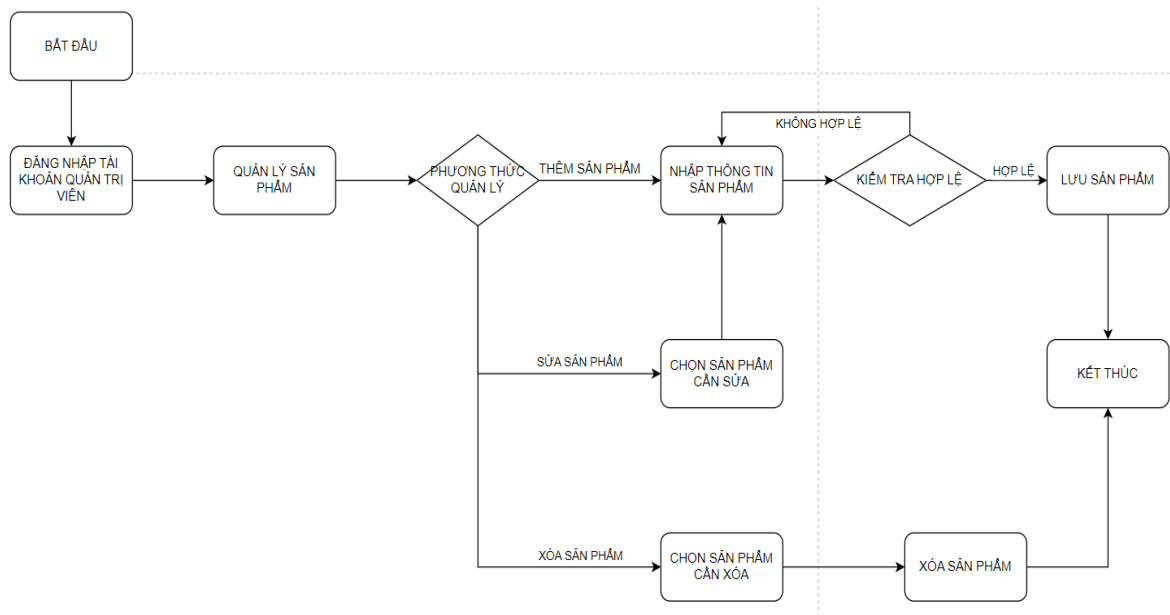 BẮT ĐẦU
KHÔNG HỢP LỆ
ĐĂNG NHẬP TÀI
KHOẢN QUẢN TRỊ
VIÊN
QUẢN LÝ SẢN
PHẨM
PHƯƠNG THỨC
QUẢN LÝ
THÊM SẢN PHẨM
NHẬP THÔNG TIN
SẢN PHẨM
KIỂM TRA HỢP LỆ
HỢP LỆ
LƯU SẢN PHẨM
SỬA SẢN PHẨM
CHỌN SẢN PHẨM
CẦN SỬA
KẾT THÚC
XÓA SẢN PHẨM
CHỌN SẢN PHẨM
CẦN XÓA
XÓA SẢN PHẨM